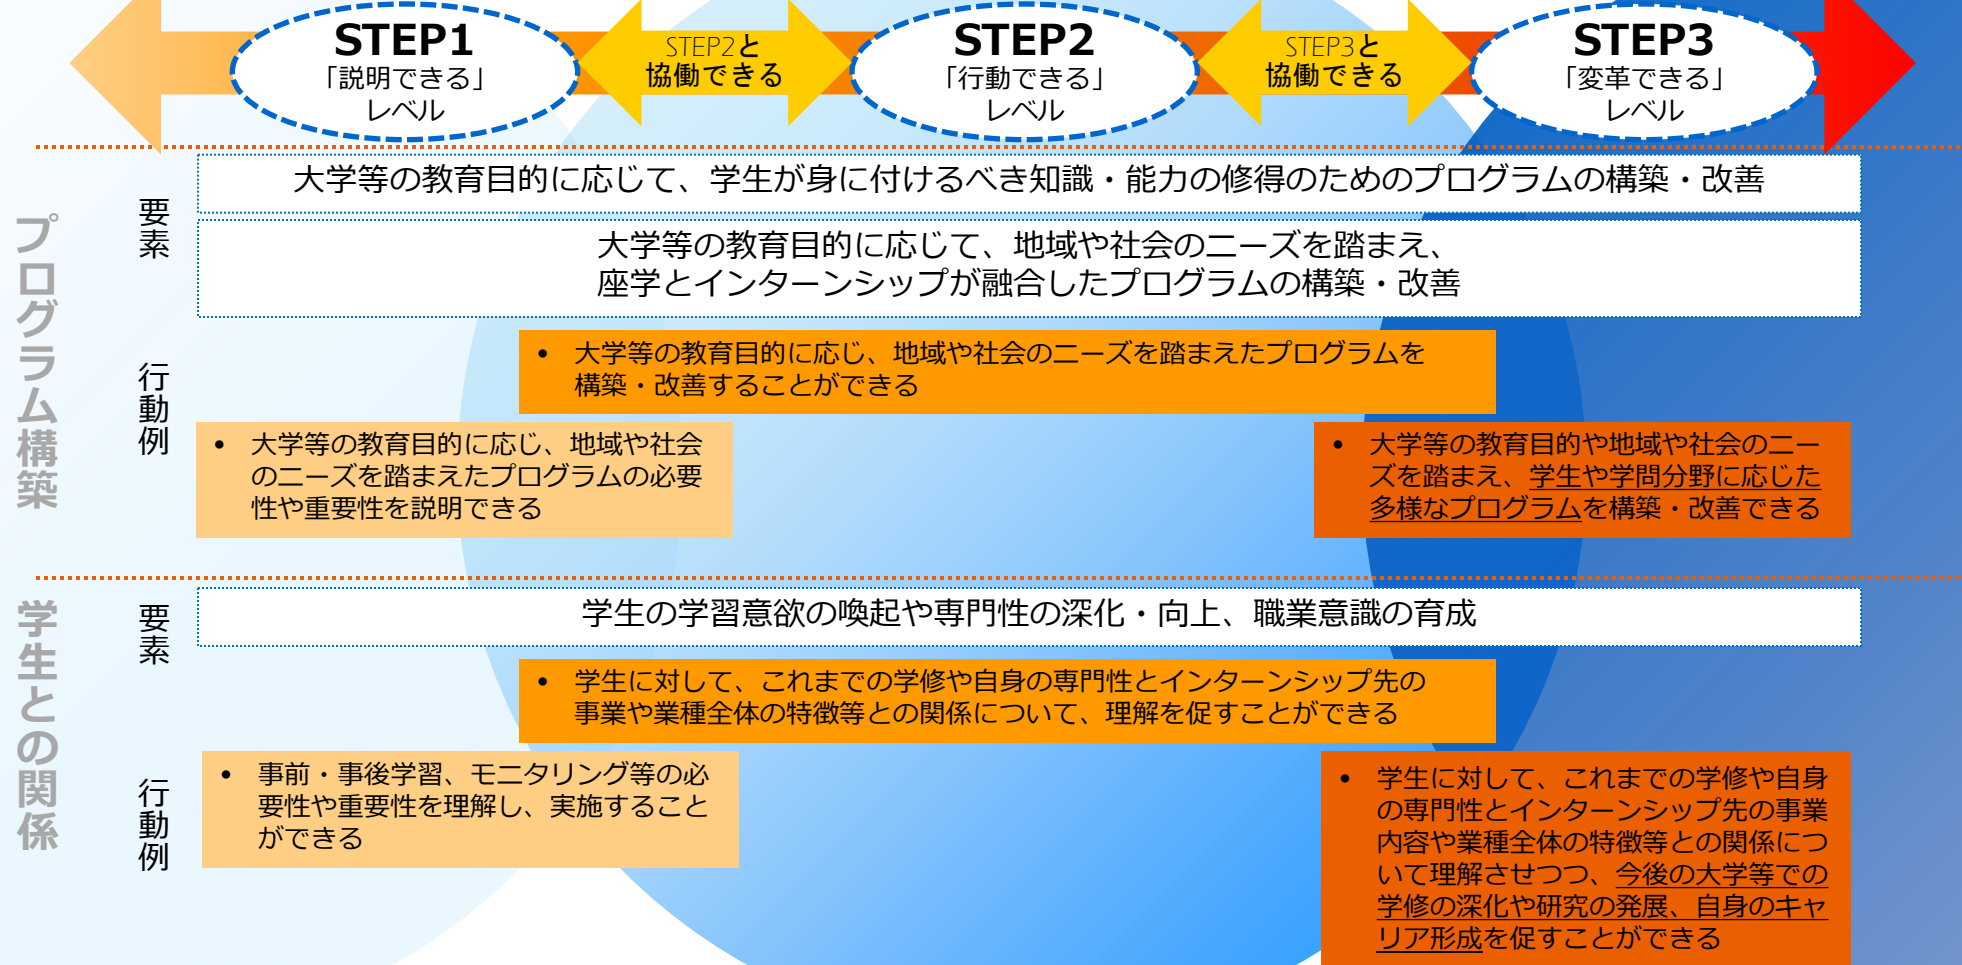 STEP1
「説明できる」
レベル
STEP2と
協働できる
STEP2
「行動できる」
レベル
STEP3と
協働できる
STEP3
「変革できる」
レベル
プログラム構築
要素
大学等の教育目的に応じて、学生が身に付けるべき知識・能力の修得のためのプログラムの構築・改善
大学等の教育目的に応じて、地域や社会のニーズを踏まえ、
座学とインターンシップが融合したプログラムの構築・改善
行動例
• 大学等の教育目的に応じ、地域や社会のニーズを踏まえたプログラムを
構築・改善することができる
• 大学等の教育目的に応じ、地域や社会
のニーズを踏まえたプログラムの必要
性や重要性を説明できる
• 大学等の教育目的や地域や社会のニー
ズを踏まえ、学生や学問分野に応じた
多様なプログラムを構築・改善できる
学生との関係
要素
学生の学習意欲の喚起や専門性の深化・向上、職業意識の育成
行動例
• 学生に対して、これまでの学修や自身の専門性とインターンシップ先の
事業や業種全体の特徴等との関係について、理解を促すことができる
• 事前・事後学習、モニタリング等の必
要性や重要性を理解し、実施すること
ができる
• 学生に対して、これまでの学修や自身
の専門性とインターンシップ先の事業
内容や業種全体の特徴等との関係につ
いて理解させつつ、今後の大学等での
学修の深化や研究の発展、自身のキャ
リア形成を促すことができる